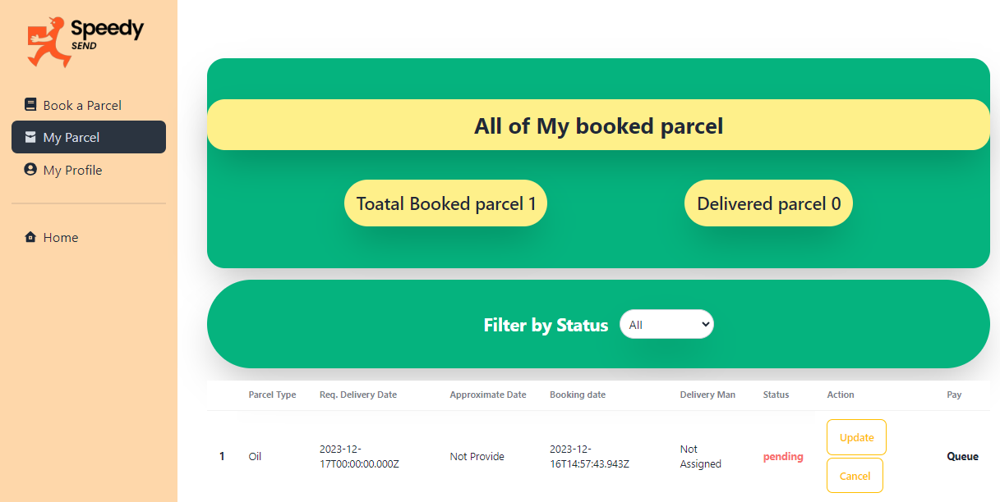 Speedy
SEND
Book a Parcel
My Parcel
My Profile
Home
All of My booked parcel
Toatal Booked parcel 1
Delivered parcel 0
Filter by Status
All
Parcel Type Req. Delivery Date Approximate Date Booking date Delivery Man Status Action Pay
1 Oil 2023-12-
17T00:00:00.000Z Not Provide 2023-12-
16T14:57:43.943Z Not
Assigned pending Update
Cancel Queue